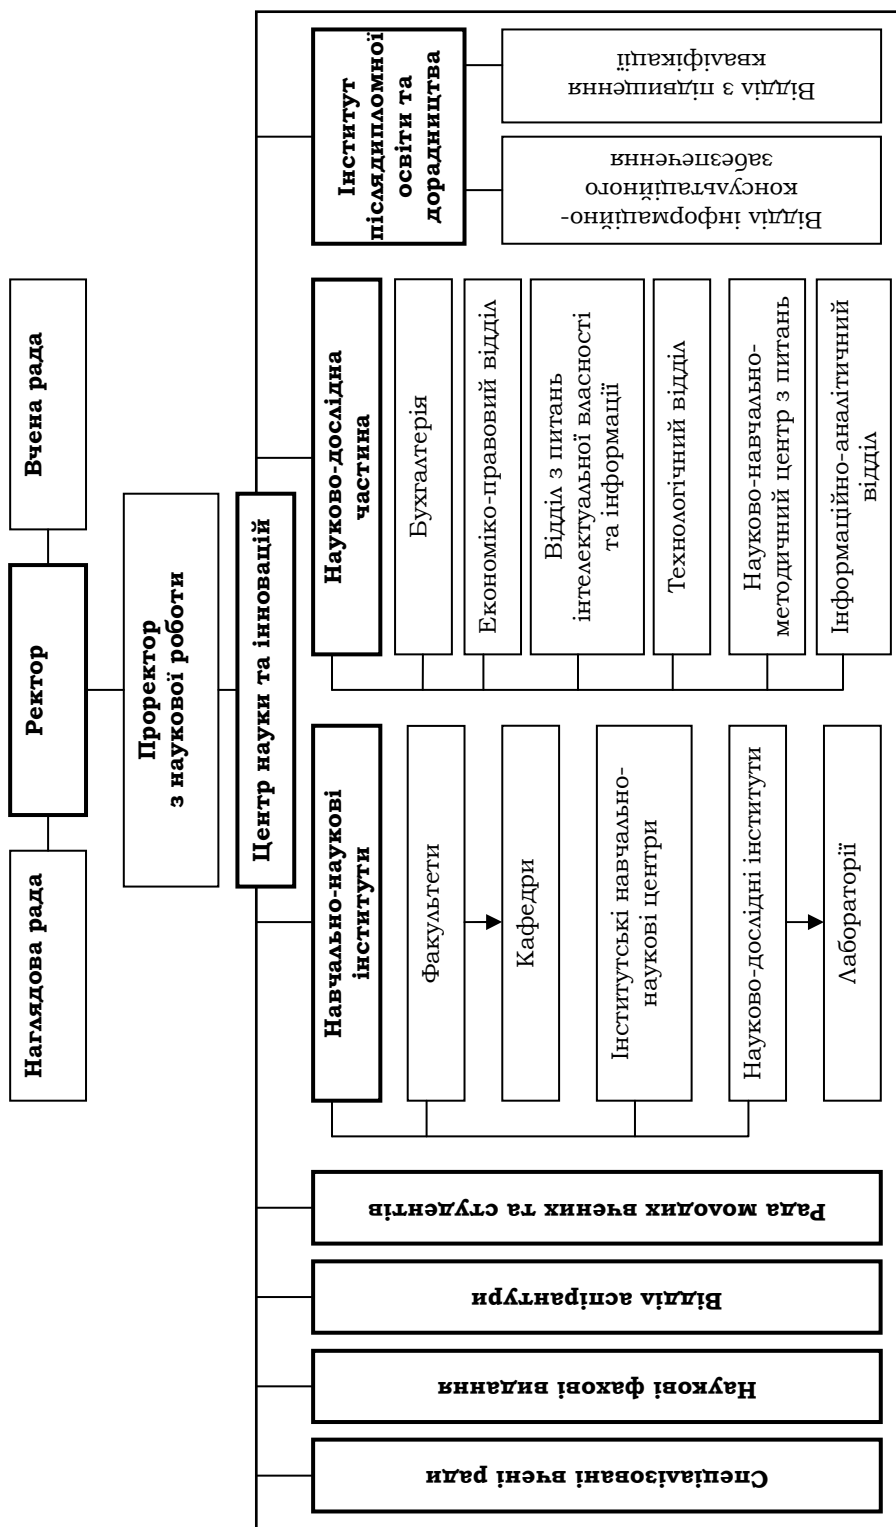 Наглядова рада
Ректор
Вчена рада
Проректор
з наукової роботи
Центр науки та інновацій
Спеціалізовані вчені ради
Наукові фахові видання
Відділ аспірантури
Рада молодих вчених та студентів
Навчально-наукові
інститути
Факультети
Кафедри
Інститутські навчально-
наукові центри
Науково-дослідні інститути
Лабораторії
Науково-дослідна
частина
Бухгалтерія
Економіко-правовий відділ
Відділ з питань
інтелектуальної власності
та інформації
Технологічний відділ
Науково-навчально-
методичний центр з питань
Інформаційно-аналітичний
відділ
Інститут
післядипломної
освіти та
дорадництва
Відділ інформаційно-
консультаційного
забезпечення
Відділ з підвищення
кваліфікації